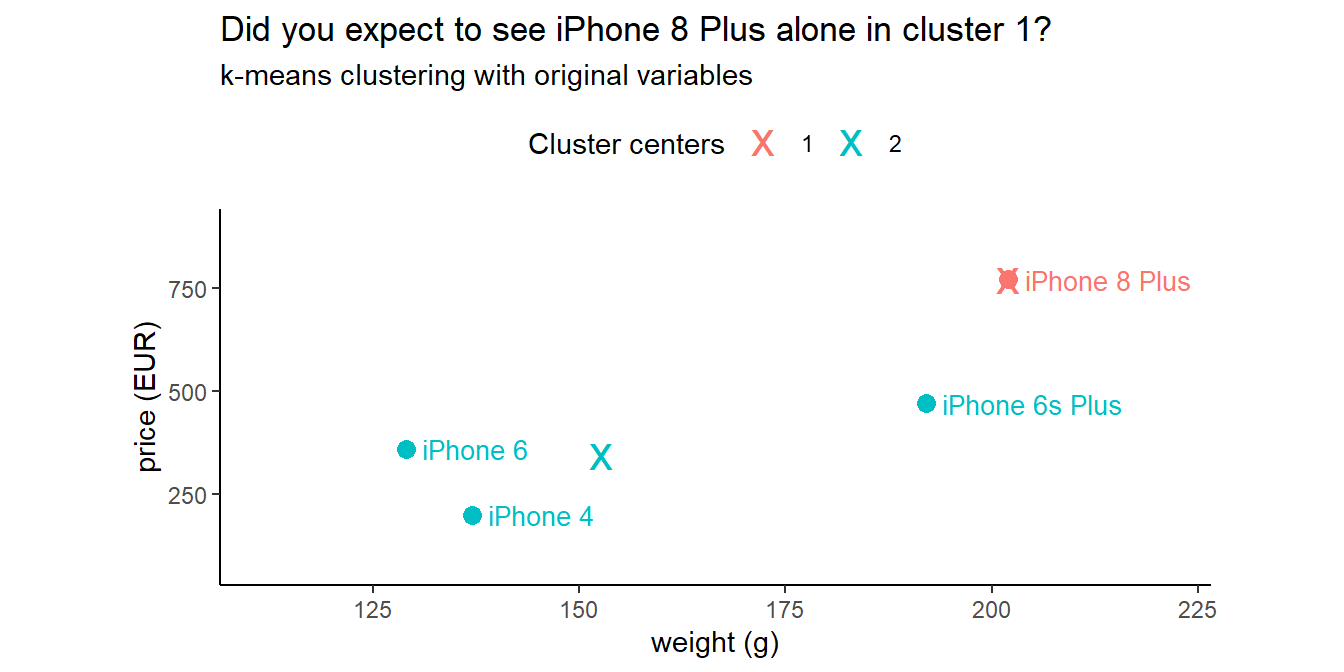 Did you expect to see iPhone 8 Plus alone in cluster 1?
k-means clustering with original variables
Cluster centers X 1 X 2
750
500
250
price (EUR)
X iPhone 8 Plus
iPhone 6s Plus
iPhone 6
X
iPhone 4
125 150 175 200 225
weight (g)